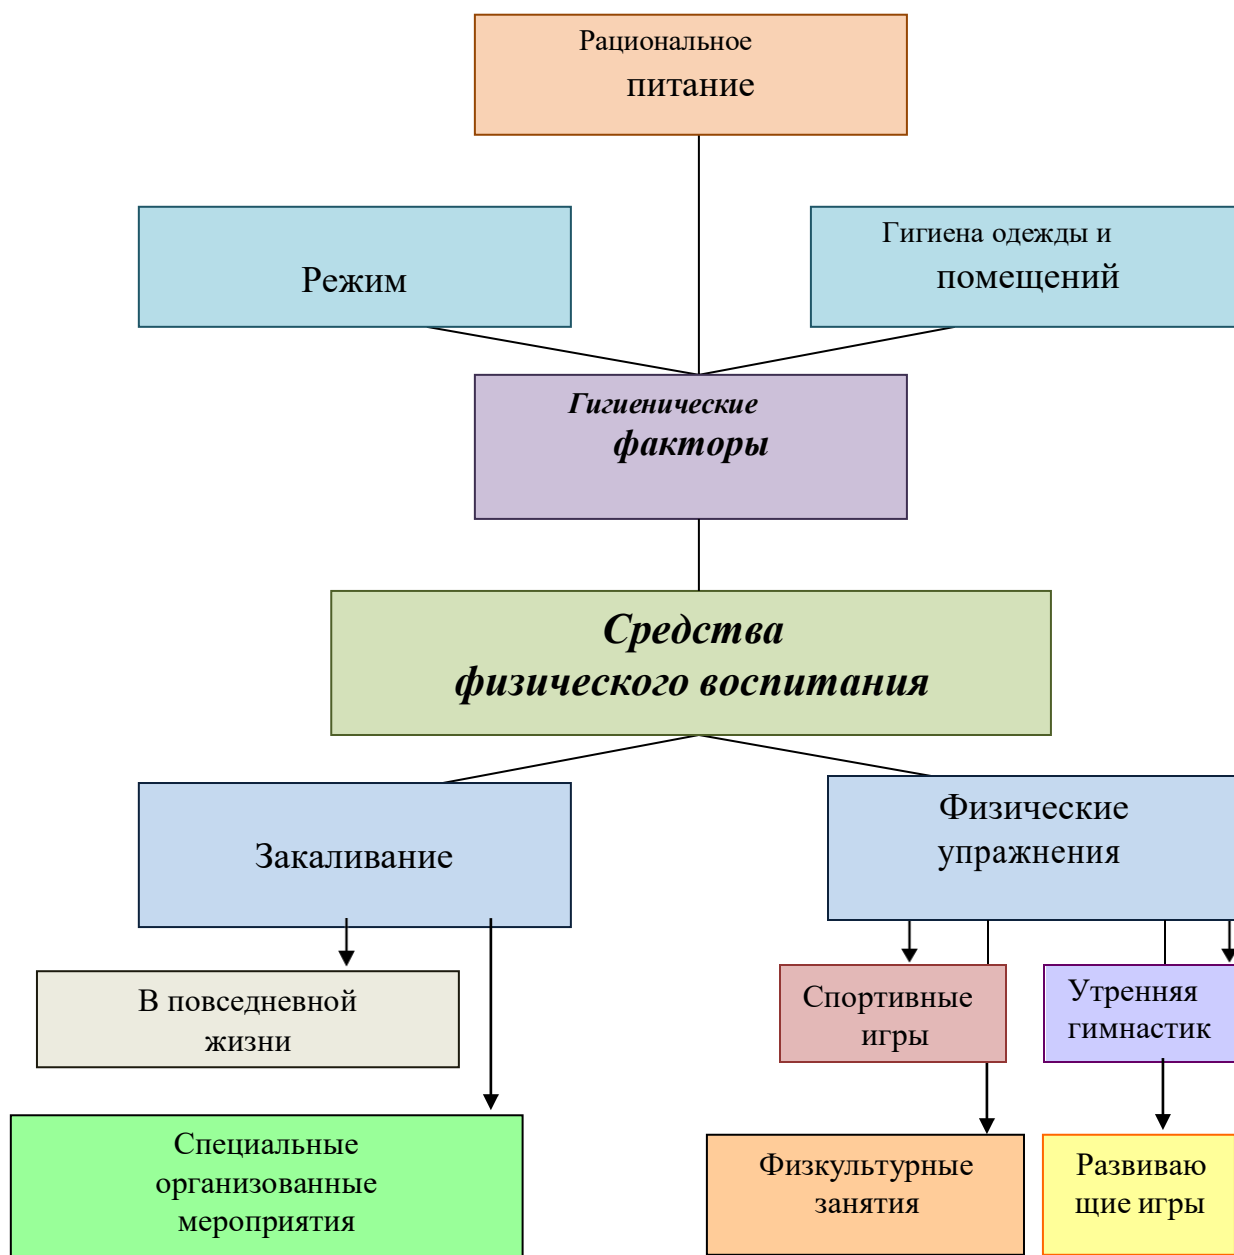 Рациональное
питание
Режим
Гигиена одежды и
помещений
Гигиенические
факторы
Средства
физического воспитания
Закаливание
Физические
упражнения
В повседневной
жизни
Спортивные
игры
Утренняя
гимнастик
Специальные
организованные
мероприятия
Физкультурные
занятия
Развиваю
щие игры